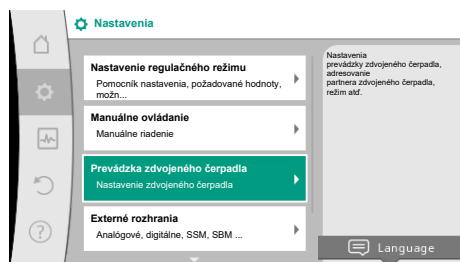 Nastavenia
Nastavenie regulačného režimu
Pomocník nastavenia, požadované hodnoty,
možn...
Manuálne ovládanie
Manuálne riadenie
Prevádzka zdvojeného čerpadla
Nastavenie zdvojeného čerpadla
Externé rozhrania
Analógové, digitálne, SSM, SBM ...
Nastavenia
prevádzky zdvojeného čerpadla,
adresovanie
partnera zdvojeného čerpadla,
režim atď.
Language